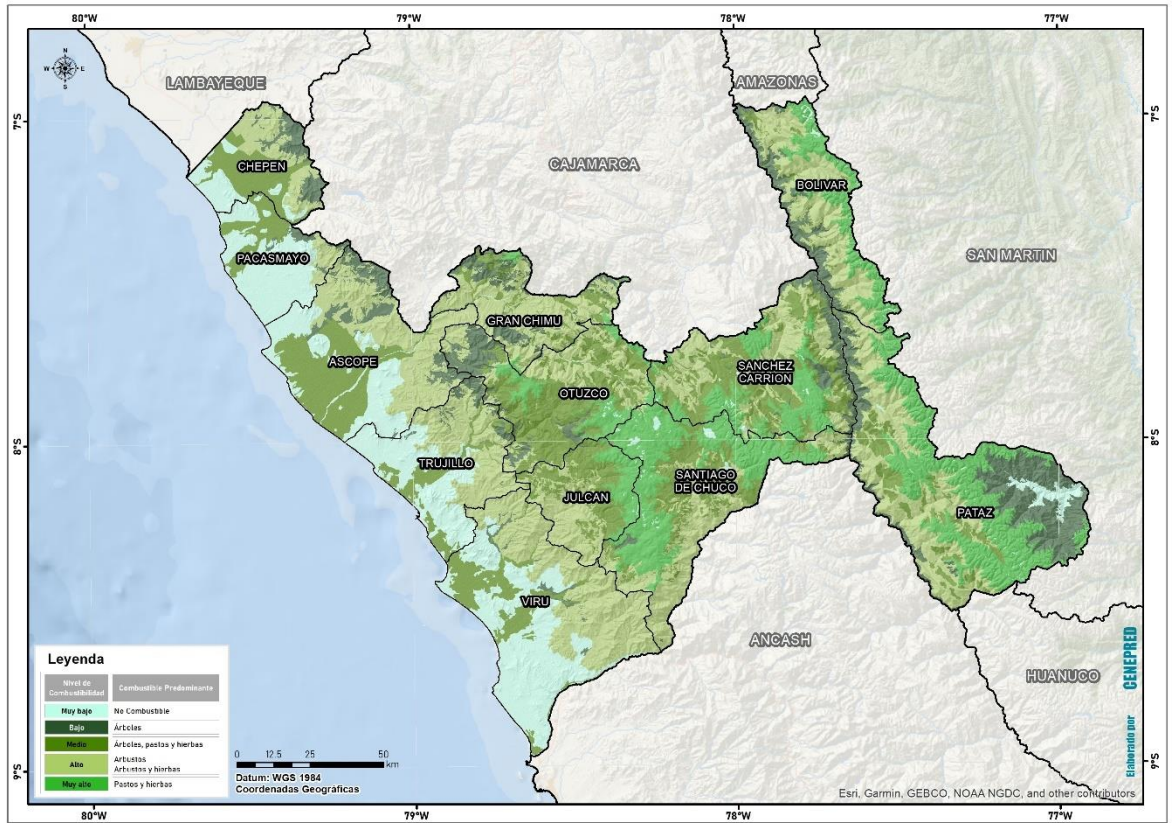 80°W 79°W 78°W 77°W
7°S 7°S
8°S 8°S
9°S 9°S
N
W E
S
LAMBAYEQUE
AMAZONAS
CAJAMARCA
SAN MARTIN
ANCASH
HUANUCO
CHEPEN
PACASMAYO
BOLIVAR
GRAN CHIMU
ASCOPE
OTUZCO
SANCHEZ
CARRION
TRUJILLO
JULCAN
SANTIAGO
DE CHUCO
PATAZ
VIRU
Leyenda
Nivel de
Combustibilidad
Combustible Predominante
Muy bajo No Combustible
Bajo Árboles
Medio Árboles, pastos y hierbas
Alto Arbustos
Arbustos y hierbas
Muy alto Pastos y hierbas
0 12.5 25 50
km
Datum: WGS 1984
Coordenadas Geográficas
Elaborado por CENEPRED
Esri, Garmin, GEBCO, NOAA NGDC, and other contributors
80°W 79°W 78°W 77°W